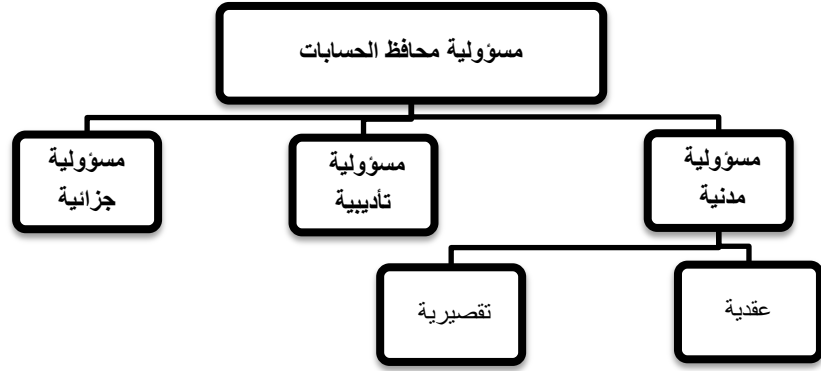 مسؤولية محافظ الحسابات
مسؤولية
مدنية
مسؤولية
تأديبية
مسؤولية
جزائية
عقدية
تقصيرية